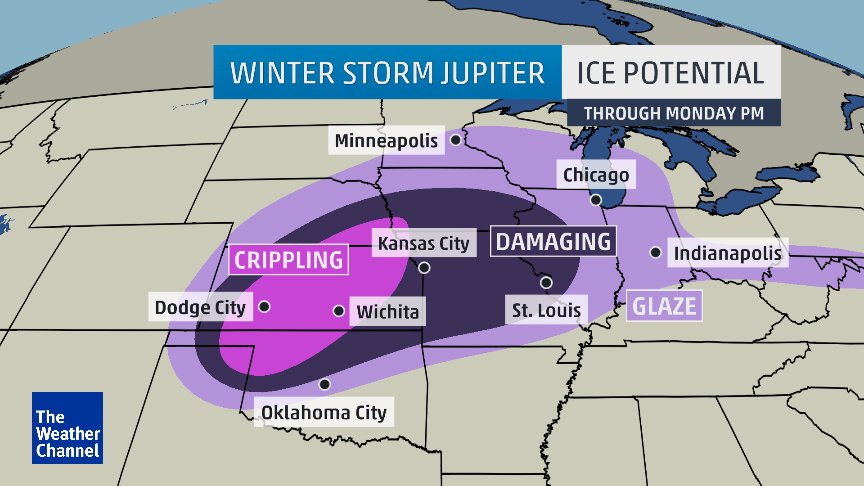 WINTER STORM JUPITER
ICE POTENTIAL
THROUGH MONDAY PM
Minneapolis
Chicago
Kansas City
DAMAGING
CRIPPLING
Indianapolis
Dodge City
Wichita
St. Louis
GLAZE
Oklahoma City
The
Weather
Channel